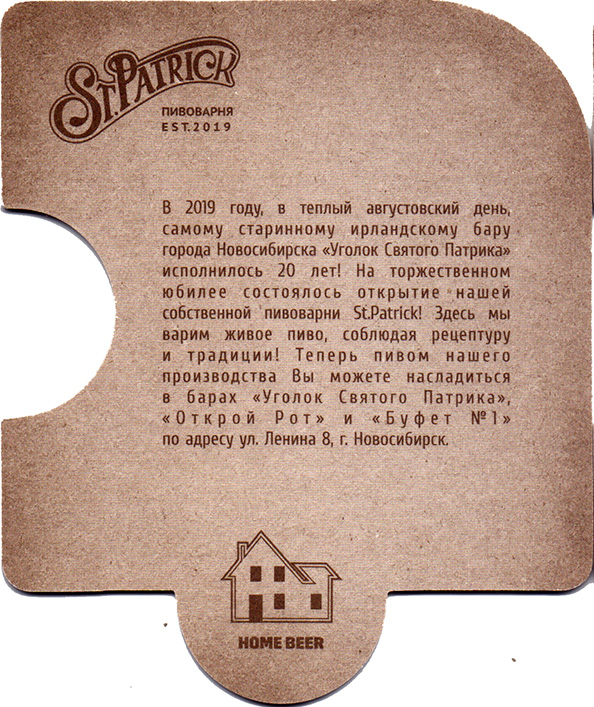 St. Patrick
ПИВОВАРНЯ
EST.2019
В 2019 году, в теплый августовский день,
самому старинному ирландскому бару
города Новосибирска «Уголок Святого Патрика»
исполнилось 20 лет! На торжественном
юбилее состоялось открытие нашей
собственной пивоварни St.Patrick! Здесь мы
варим живое пиво, соблюдая рецептуру
и традиции! Теперь пивом нашего
производства Вы можете насладиться
в барах «Уголок Святого Патрика»,
«Открой Рот» и «Буфет №1»
по адресу ул. Ленина 8, г. Новосибирск.
HOME BEER